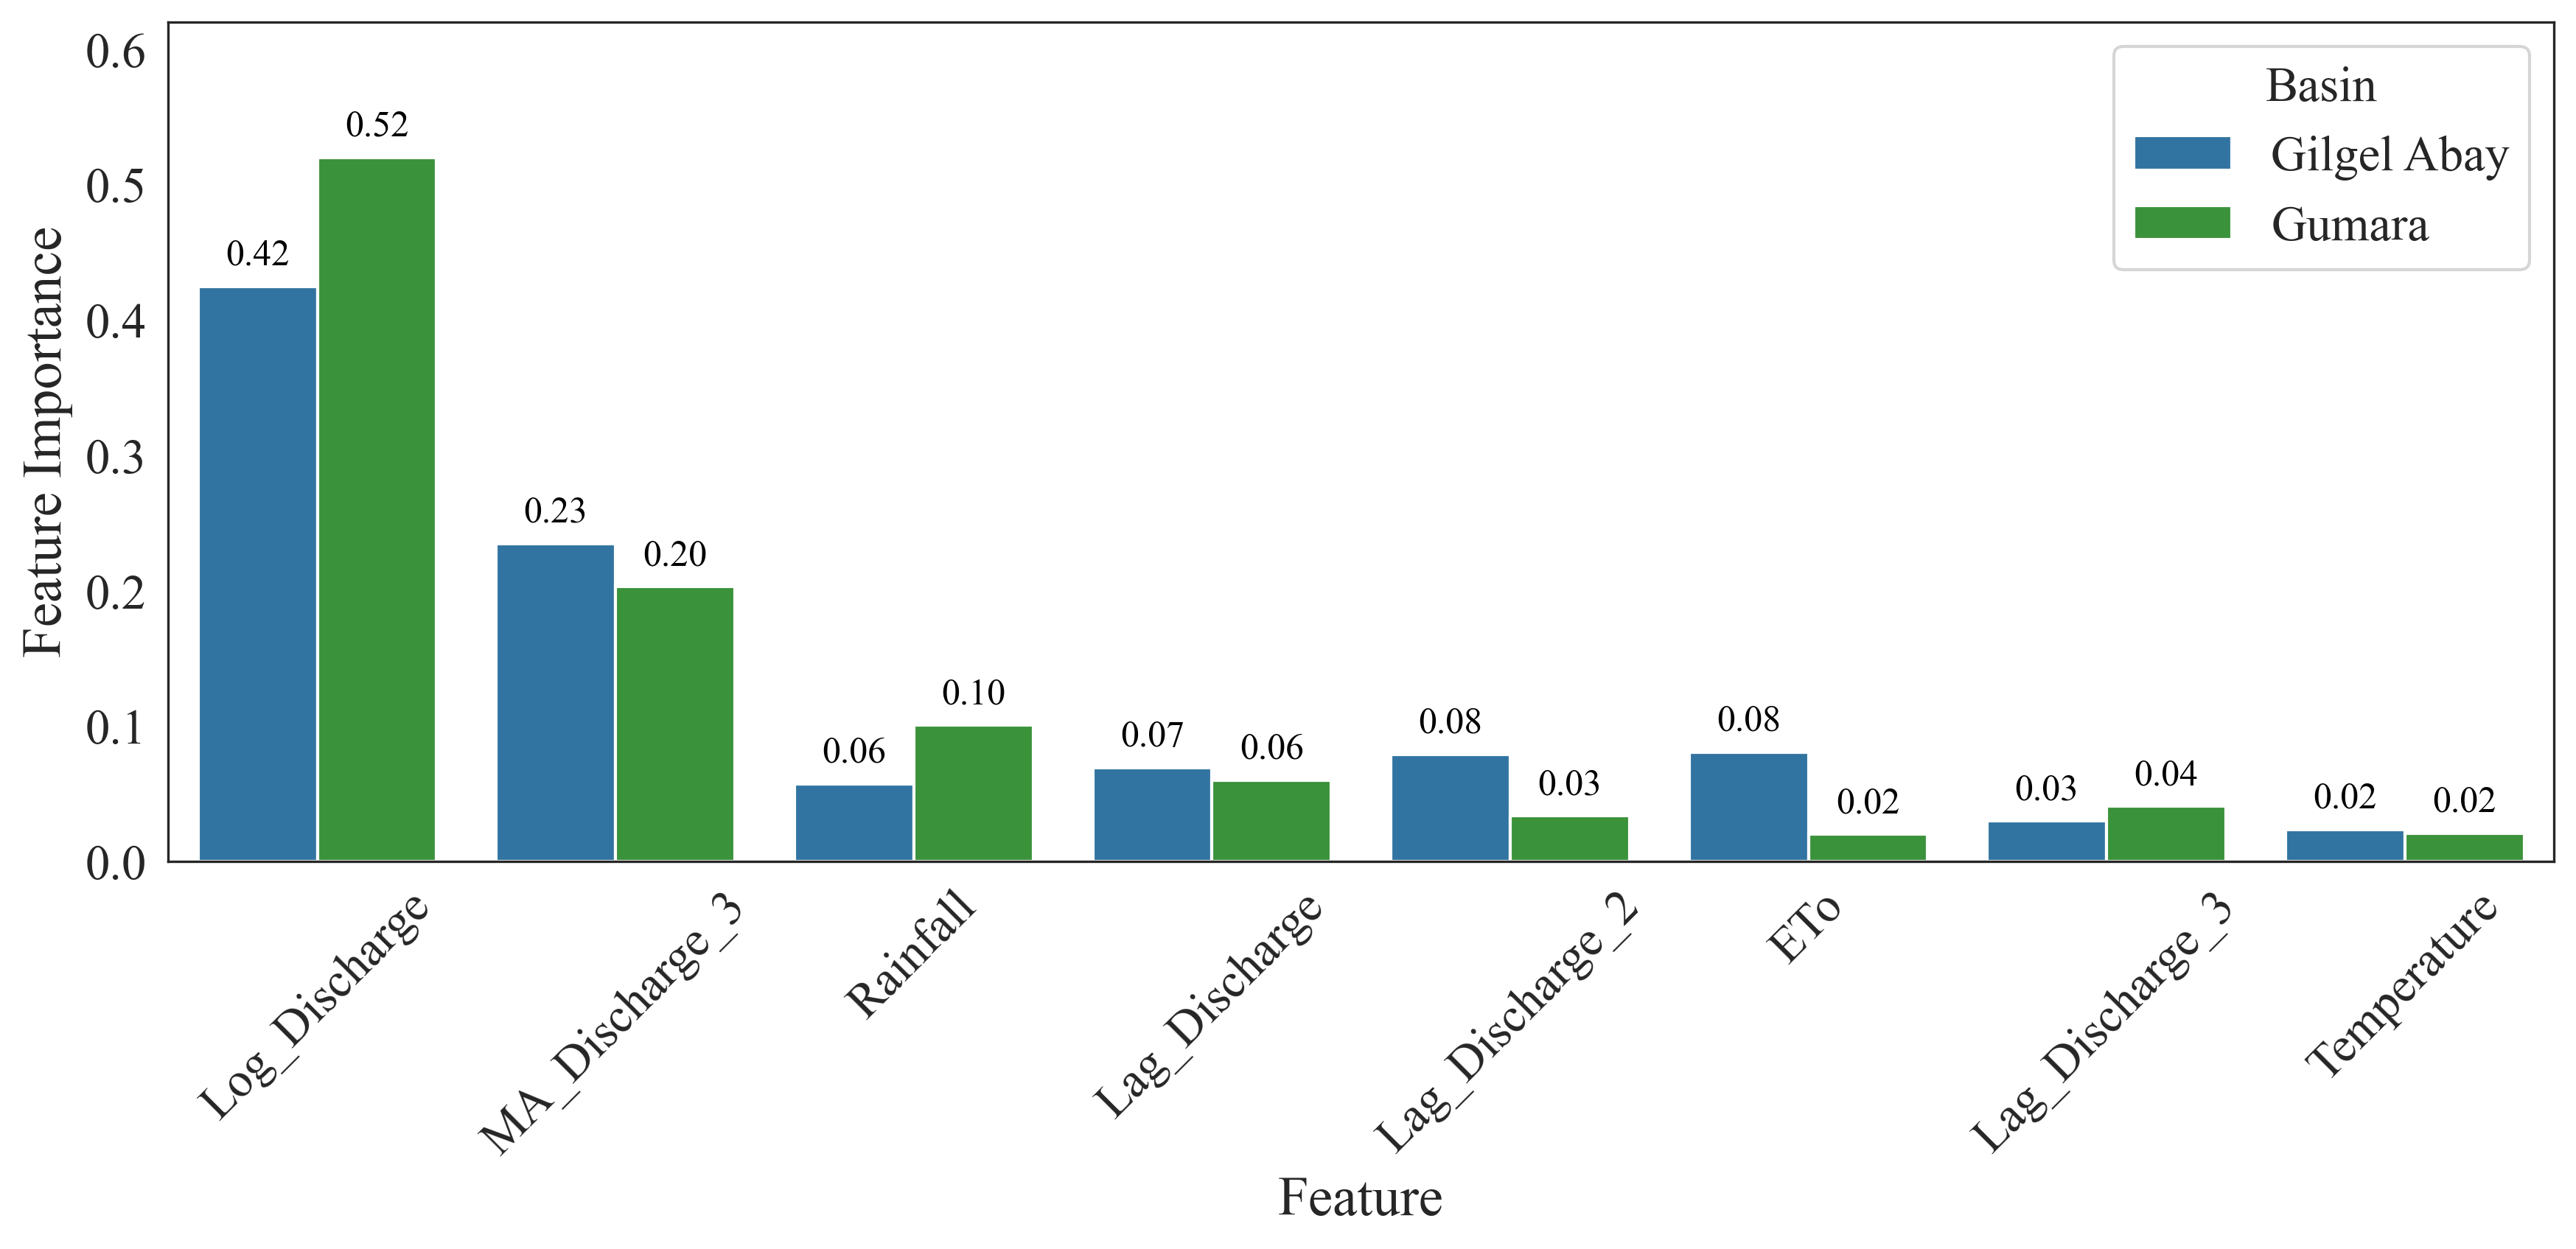 Feature Importance
0.6
0.5
0.4
0.3
0.2
0.1
0.0
0.42
0.52
0.23
0.20
0.06
0.10
0.07
0.06
0.08
0.03
0.08
0.02
0.03
0.04
0.02
0.02
Basin
Gilgel Abay
Gumara
Log_Discharge
MA_Discharge_3
Rainfall
Lag_Discharge
Lag_Discharge_2
ETo
Lag_Discharge_3
Temperature
Feature